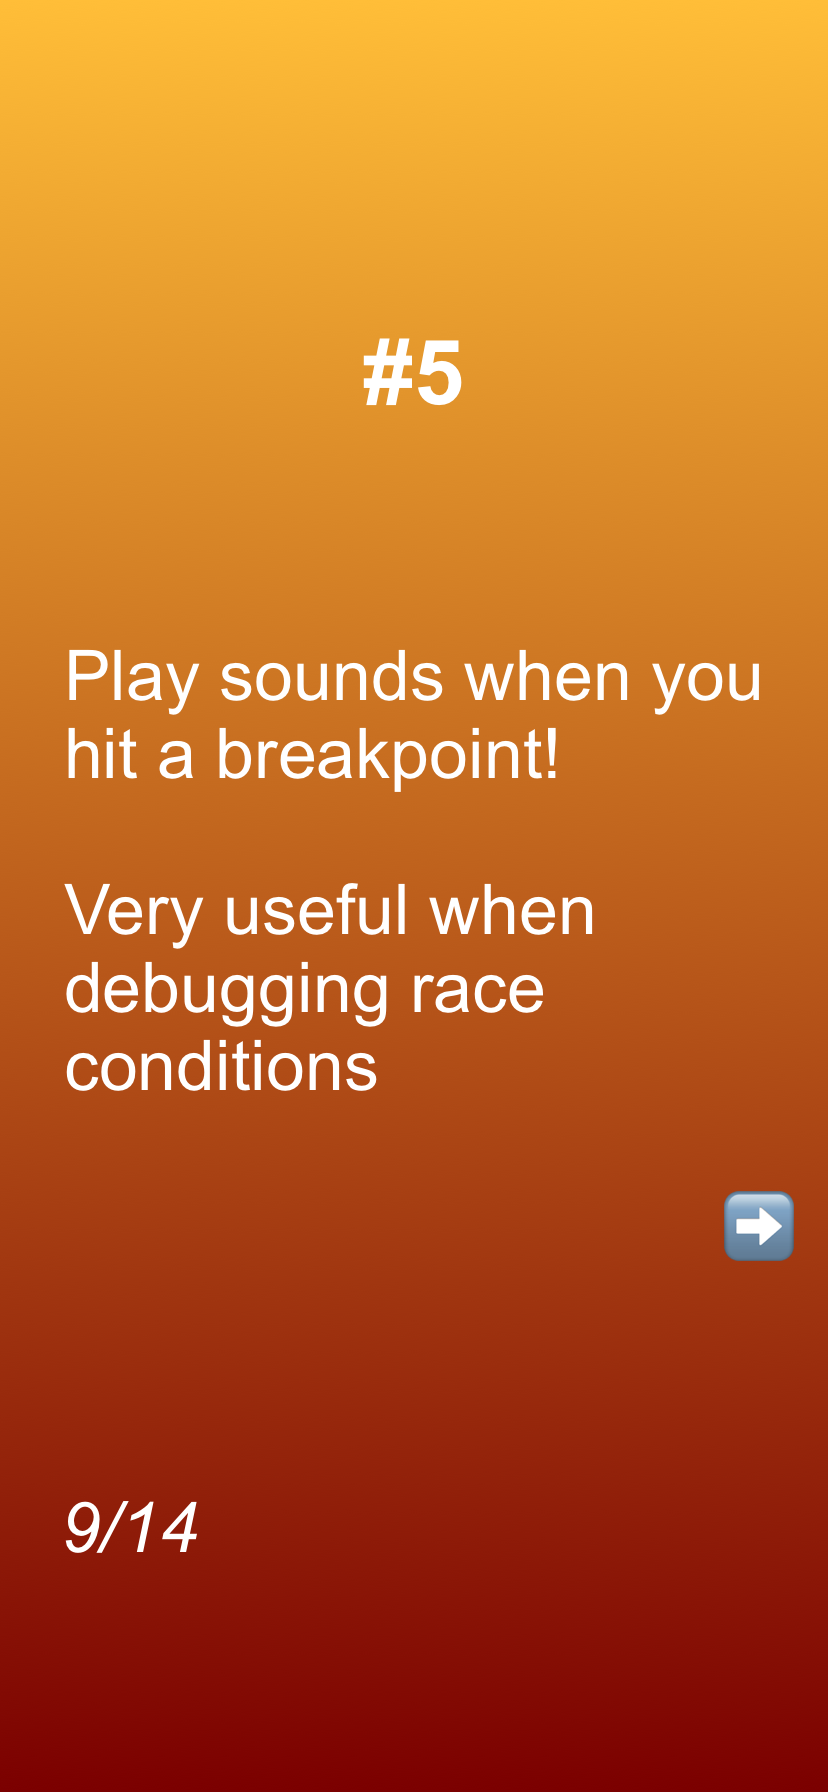 #5
Play sounds when you
hit a breakpoint!
Very useful when
debugging race
conditions
9/14